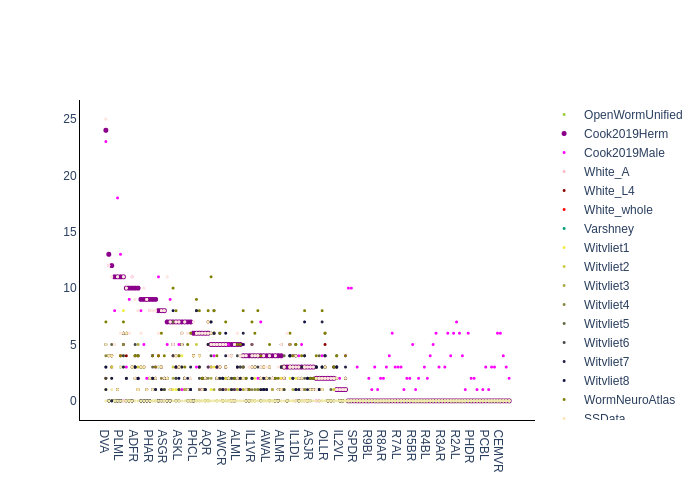 25
20
15
10
5
0
DVA
PLML
ADFR
PHAR
ASGR
ASKL
PHCL
AQR
AWCR
ALML
IL1VR
AWAL
ALMR
IL1DL
ASJR
OLLR
IL2VL
SPDR
R9BL
R8AR
R7AL
R5BR
R4BL
R3AR
R2AL
PHDR
PCBL
CEMVR
OpenWormUnified
Cook2019Herm
Cook2019Male
White_A
White_L4
White_whole
Varshney
Witvliet1
Witvliet2
Witvliet3
Witvliet4
Witvliet5
Witvliet6
Witvliet7
Witvliet8
WormNeuroAtlas
SSData